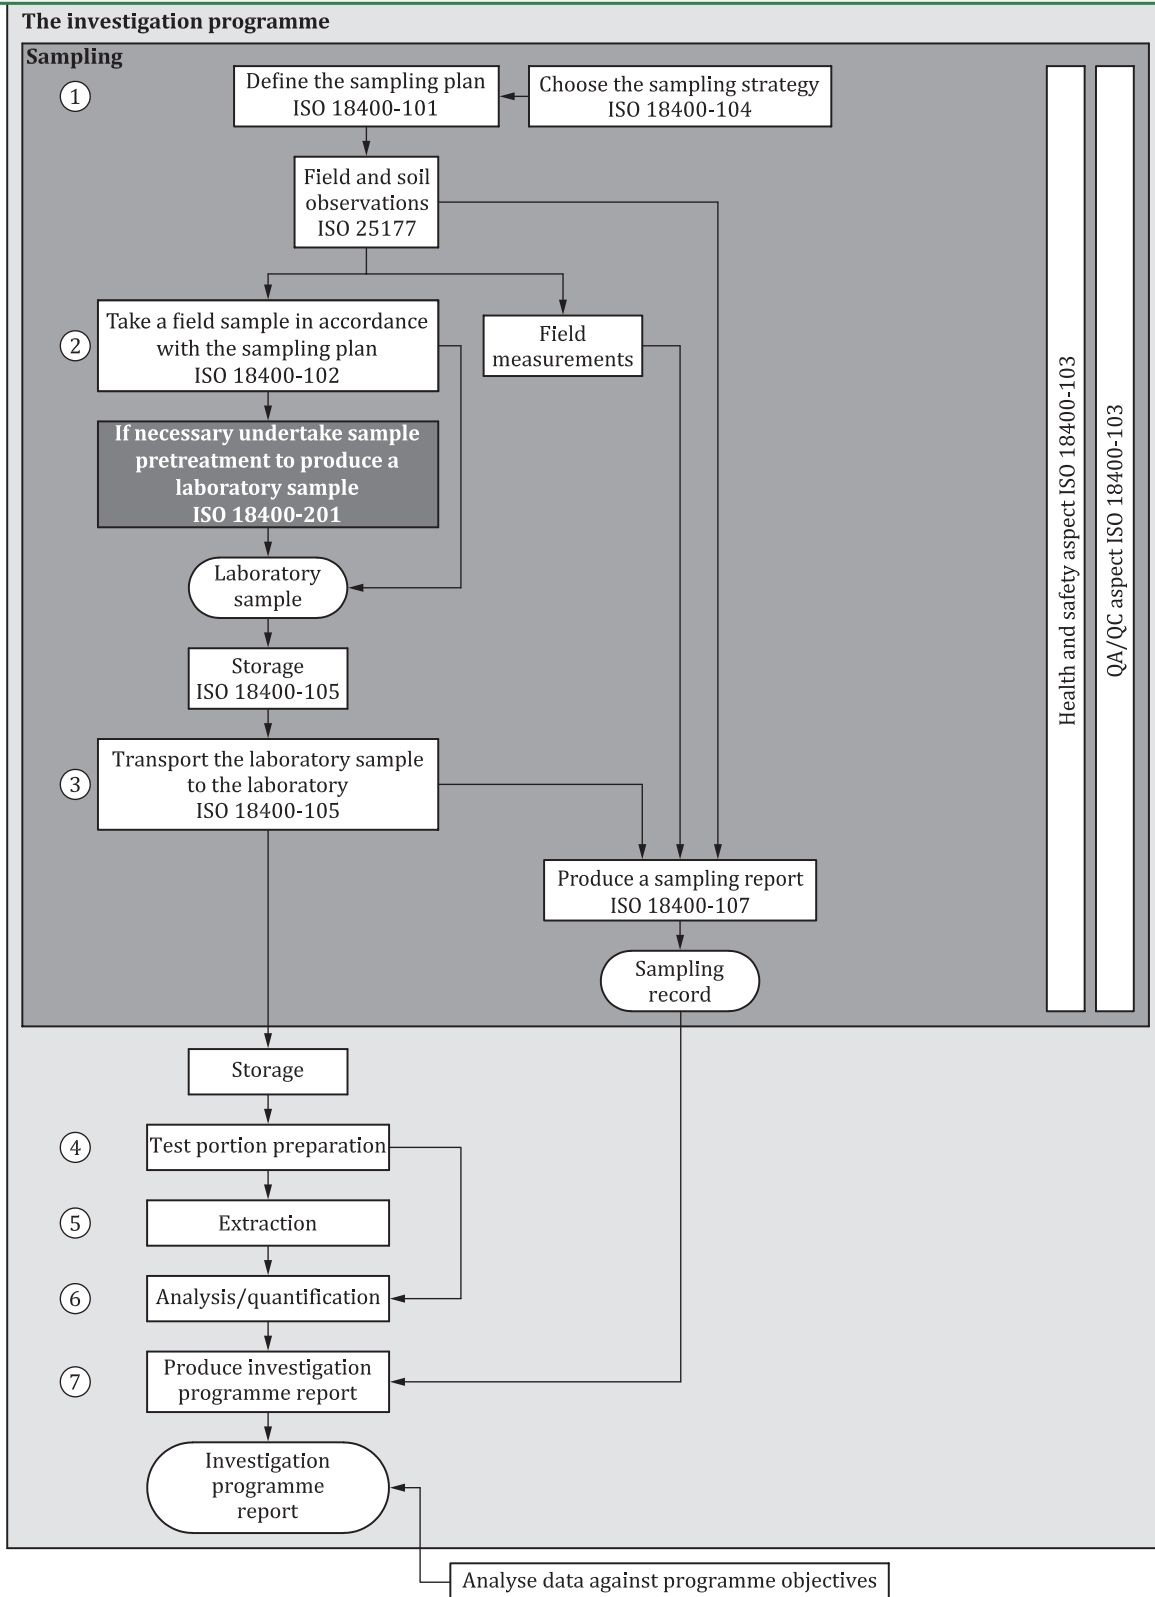 The investigation programme
Sampling
1
Define the sampling plan
ISO 18400-101
Choose the sampling strategy
ISO 18400-104
Field and soil
observations
ISO 25177
2
Take a field sample in accordance
with the sampling plan
ISO 18400-102
Field
measurements
If necessary undertake sample
pretreatment to produce a
laboratory sample
ISO 18400-201
Laboratory
sample
Storage
ISO 18400-105
3
Transport the laboratory sample
to the laboratory
ISO 18400-105
Produce a sampling report
ISO 18400-107
Sampling
record
Health and safety aspect ISO 18400-103
QA/QC aspect ISO 18400-103
Storage
4
Test portion preparation
5
Extraction
6
Analysis/quantification
7
Produce investigation
programme report
Investigation
programme
report
Analyse data against programme objectives